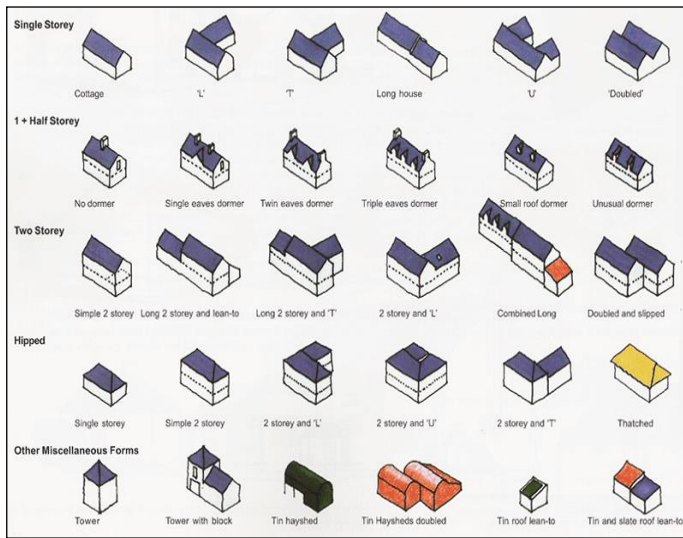 Single Storey
Cottage 'L' 'T' Long house 'U' 'Doubled'
1 + Half Storey
No dormer Single eaves dormer Twin eaves dormer Triple eaves dormer Small roof dormer Unusual dormer
Two Storey
Simple 2 storey Long 2 storey and lean-to Long 2 storey and 'T' 2 storey and 'L' Combined Long Doubled and slipped
Hipped
Single storey Simple 2 storey 2 storey and 'L' 2 storey and 'U' 2 storey and 'T' Thatched
Other Miscellaneous Forms
Tower Tower with block Tin hayshed Tin Haysheds doubled Tin roof lean-to Tin and slate roof lean-to